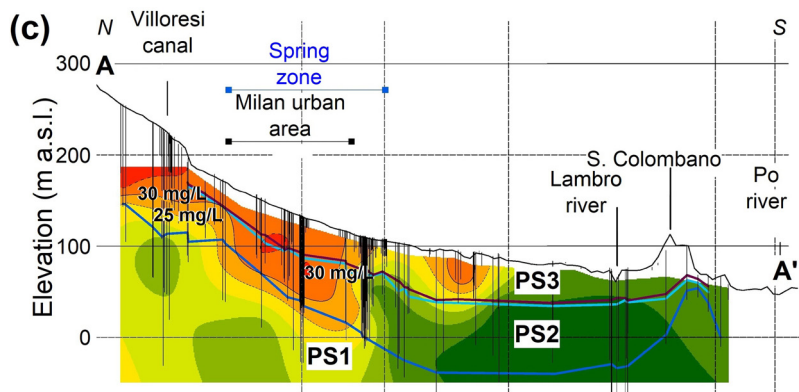 (c)
N
Villoresi
canal
S
300
A
Spring
zone
Milan urban
area
200
S. Colombano
Lambro
river
Po
river
30 mg/L
25 mg/L
100
30 mg/L
PS3
A'
0
PS1
PS2
Elevation (m a.s.l.)